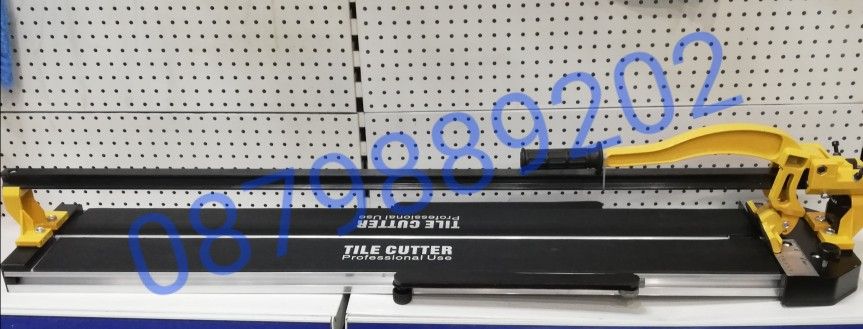 0879889202
TILE CUTTER
Professional Use
TILE CUTTER
Professional Use